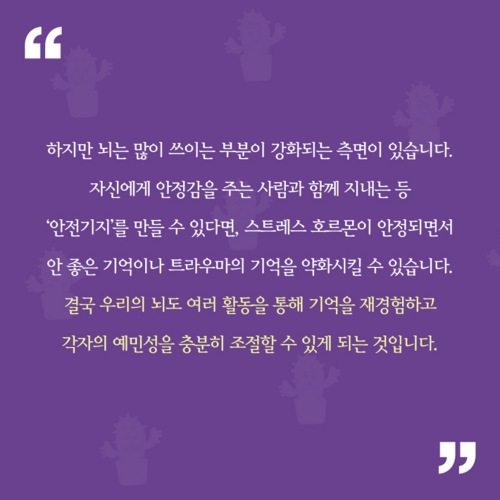 “
하지만 뇌는 많이 쓰이는 부분이 강화되는 측면이 있습니다.
자신에게 안정감을 주는 사람과 함께 지내는 등
‘안전기지’를 만들 수 있다면, 스트레스 호르몬이 안정되면서
안 좋은 기억이나 트라우마의 기억을 약화시킬 수 있습니다.
결국 우리의 뇌도 여러 활동을 통해 기억을 재경험하고
각자의 예민성을 충분히 조절할 수 있게 되는 것입니다.
”